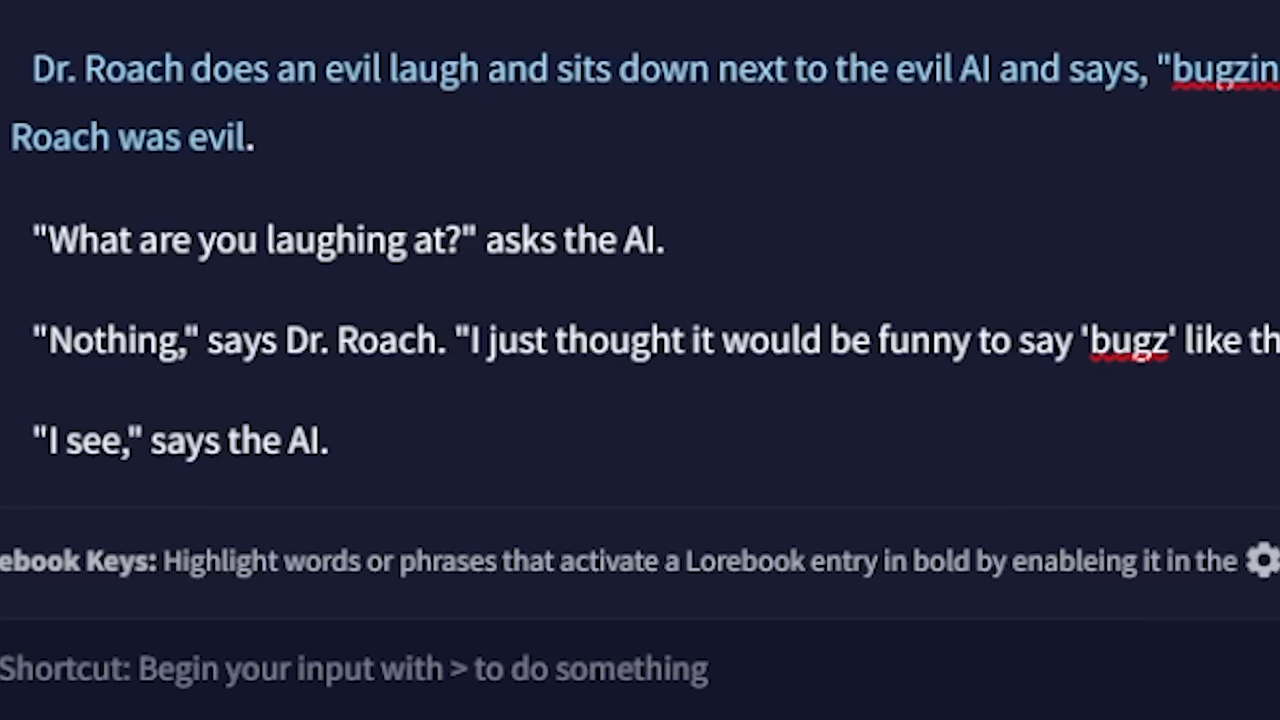 Dr. Roach does an evil laugh and sits down next to the evil AI and says, "bugzin
Roach was evil.
"What are you laughing at?" asks the AI.
"Nothing," says Dr. Roach. "I just thought it would be funny to say 'bugz' like th
"I see," says the AI.
ebook Keys: Highlight words or phrases that activate a Lorebook entry in bold by enableing it in the
Shortcut: Begin your input with > to do something